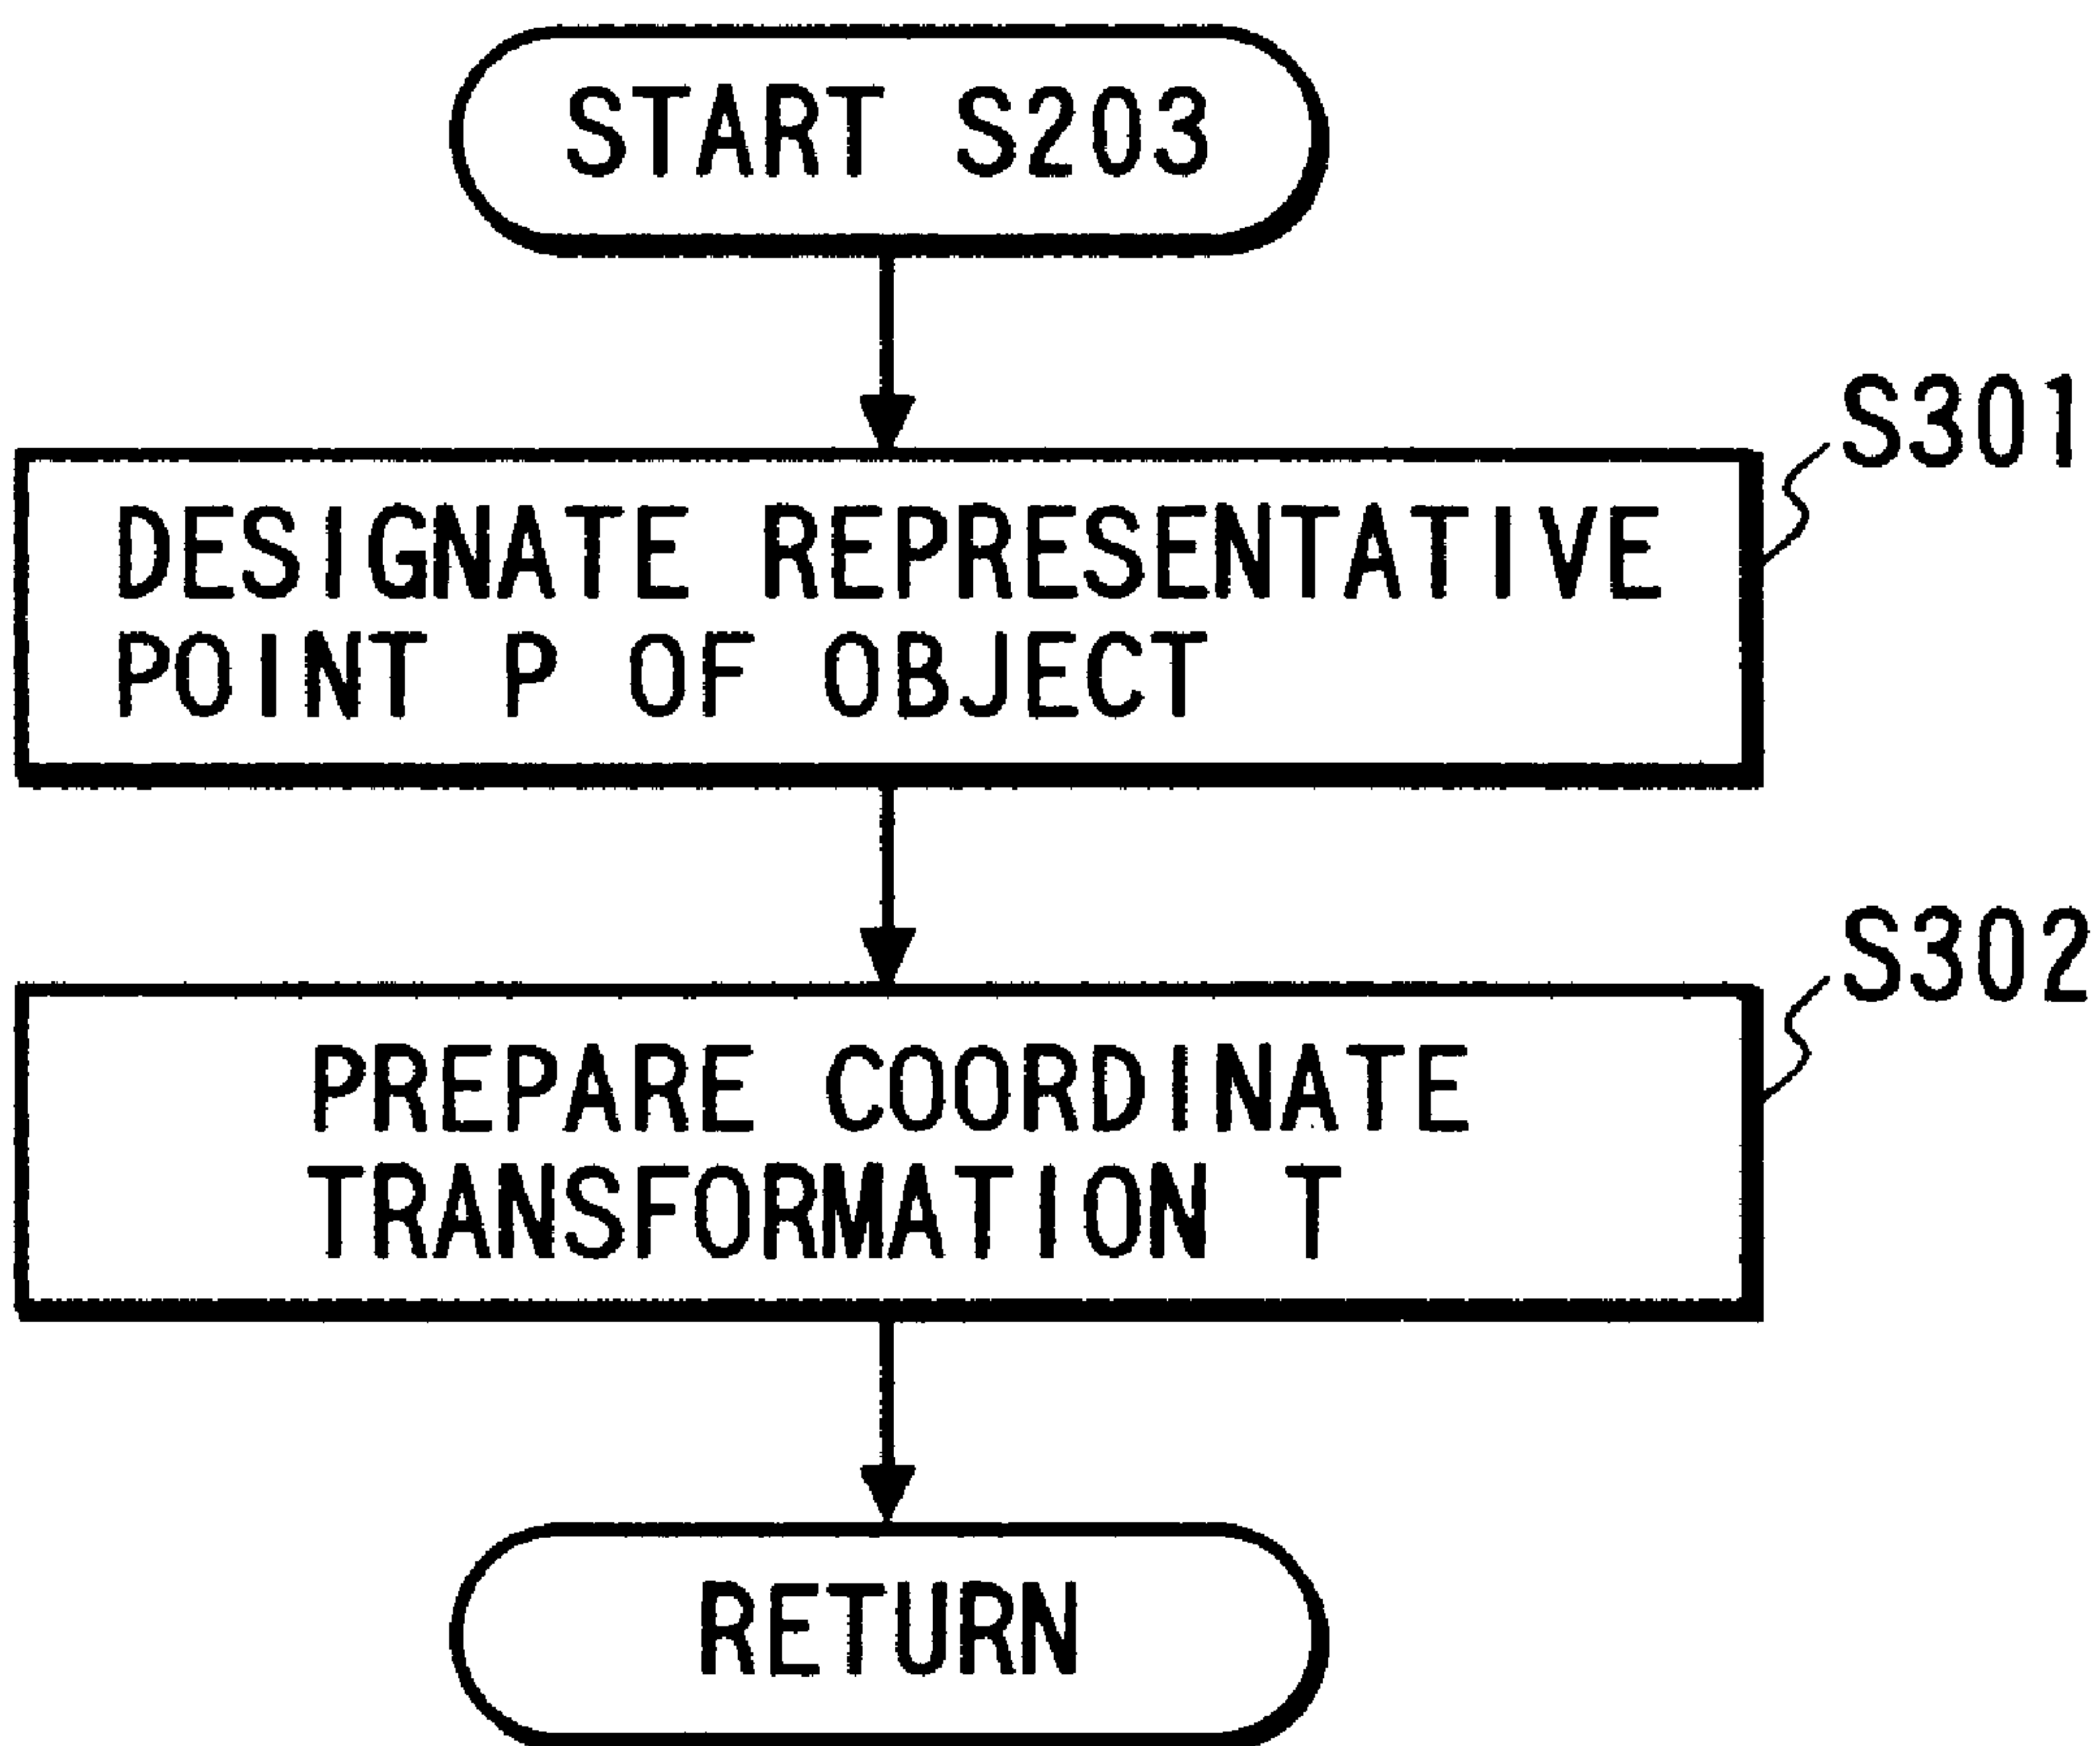 START S203
S301
DESIGNATE REPRESENTATIVE
POINT P OF OBJECT
S302
PREPARE COORDINATE
TRANSFORMATION T
RETURN